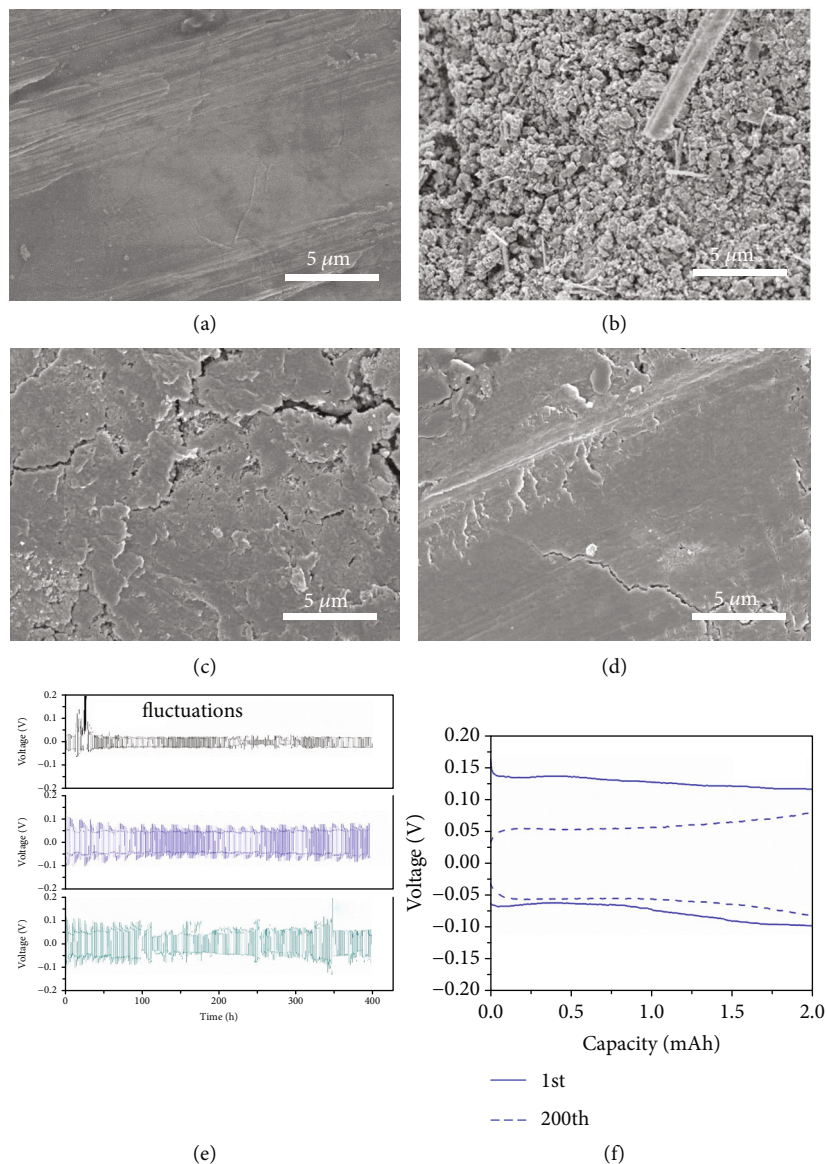 5 μm
5 μm
(a)
(b)
5 μm
5 μm
(c)
(d)
fluctuations
Voltage (V)
0.2
0.1
0.0
−0.1
−0.2
Voltage (V)
0.2
0.1
0.0
−0.1
−0.2
Voltage (V)
0.2
0.1
0.0
−0.1
−0.2
0
100
200
300
400
Time (h)
Voltage (V)
0.20
0.15
0.10
0.05
0.00
−0.05
−0.10
−0.15
−0.20
0.0
0.5
1.0
1.5
2.0
Capacity (mAh)
1st
200th
(e)
(f)